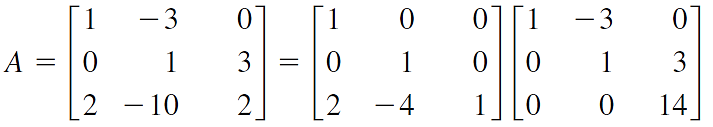 A = [1 −3 0; 0 1 3; 2 −10 2] = [1 0 0; 0 1 0; 2 −4 1] [1 −3 0; 0 1 3; 0 0 14]